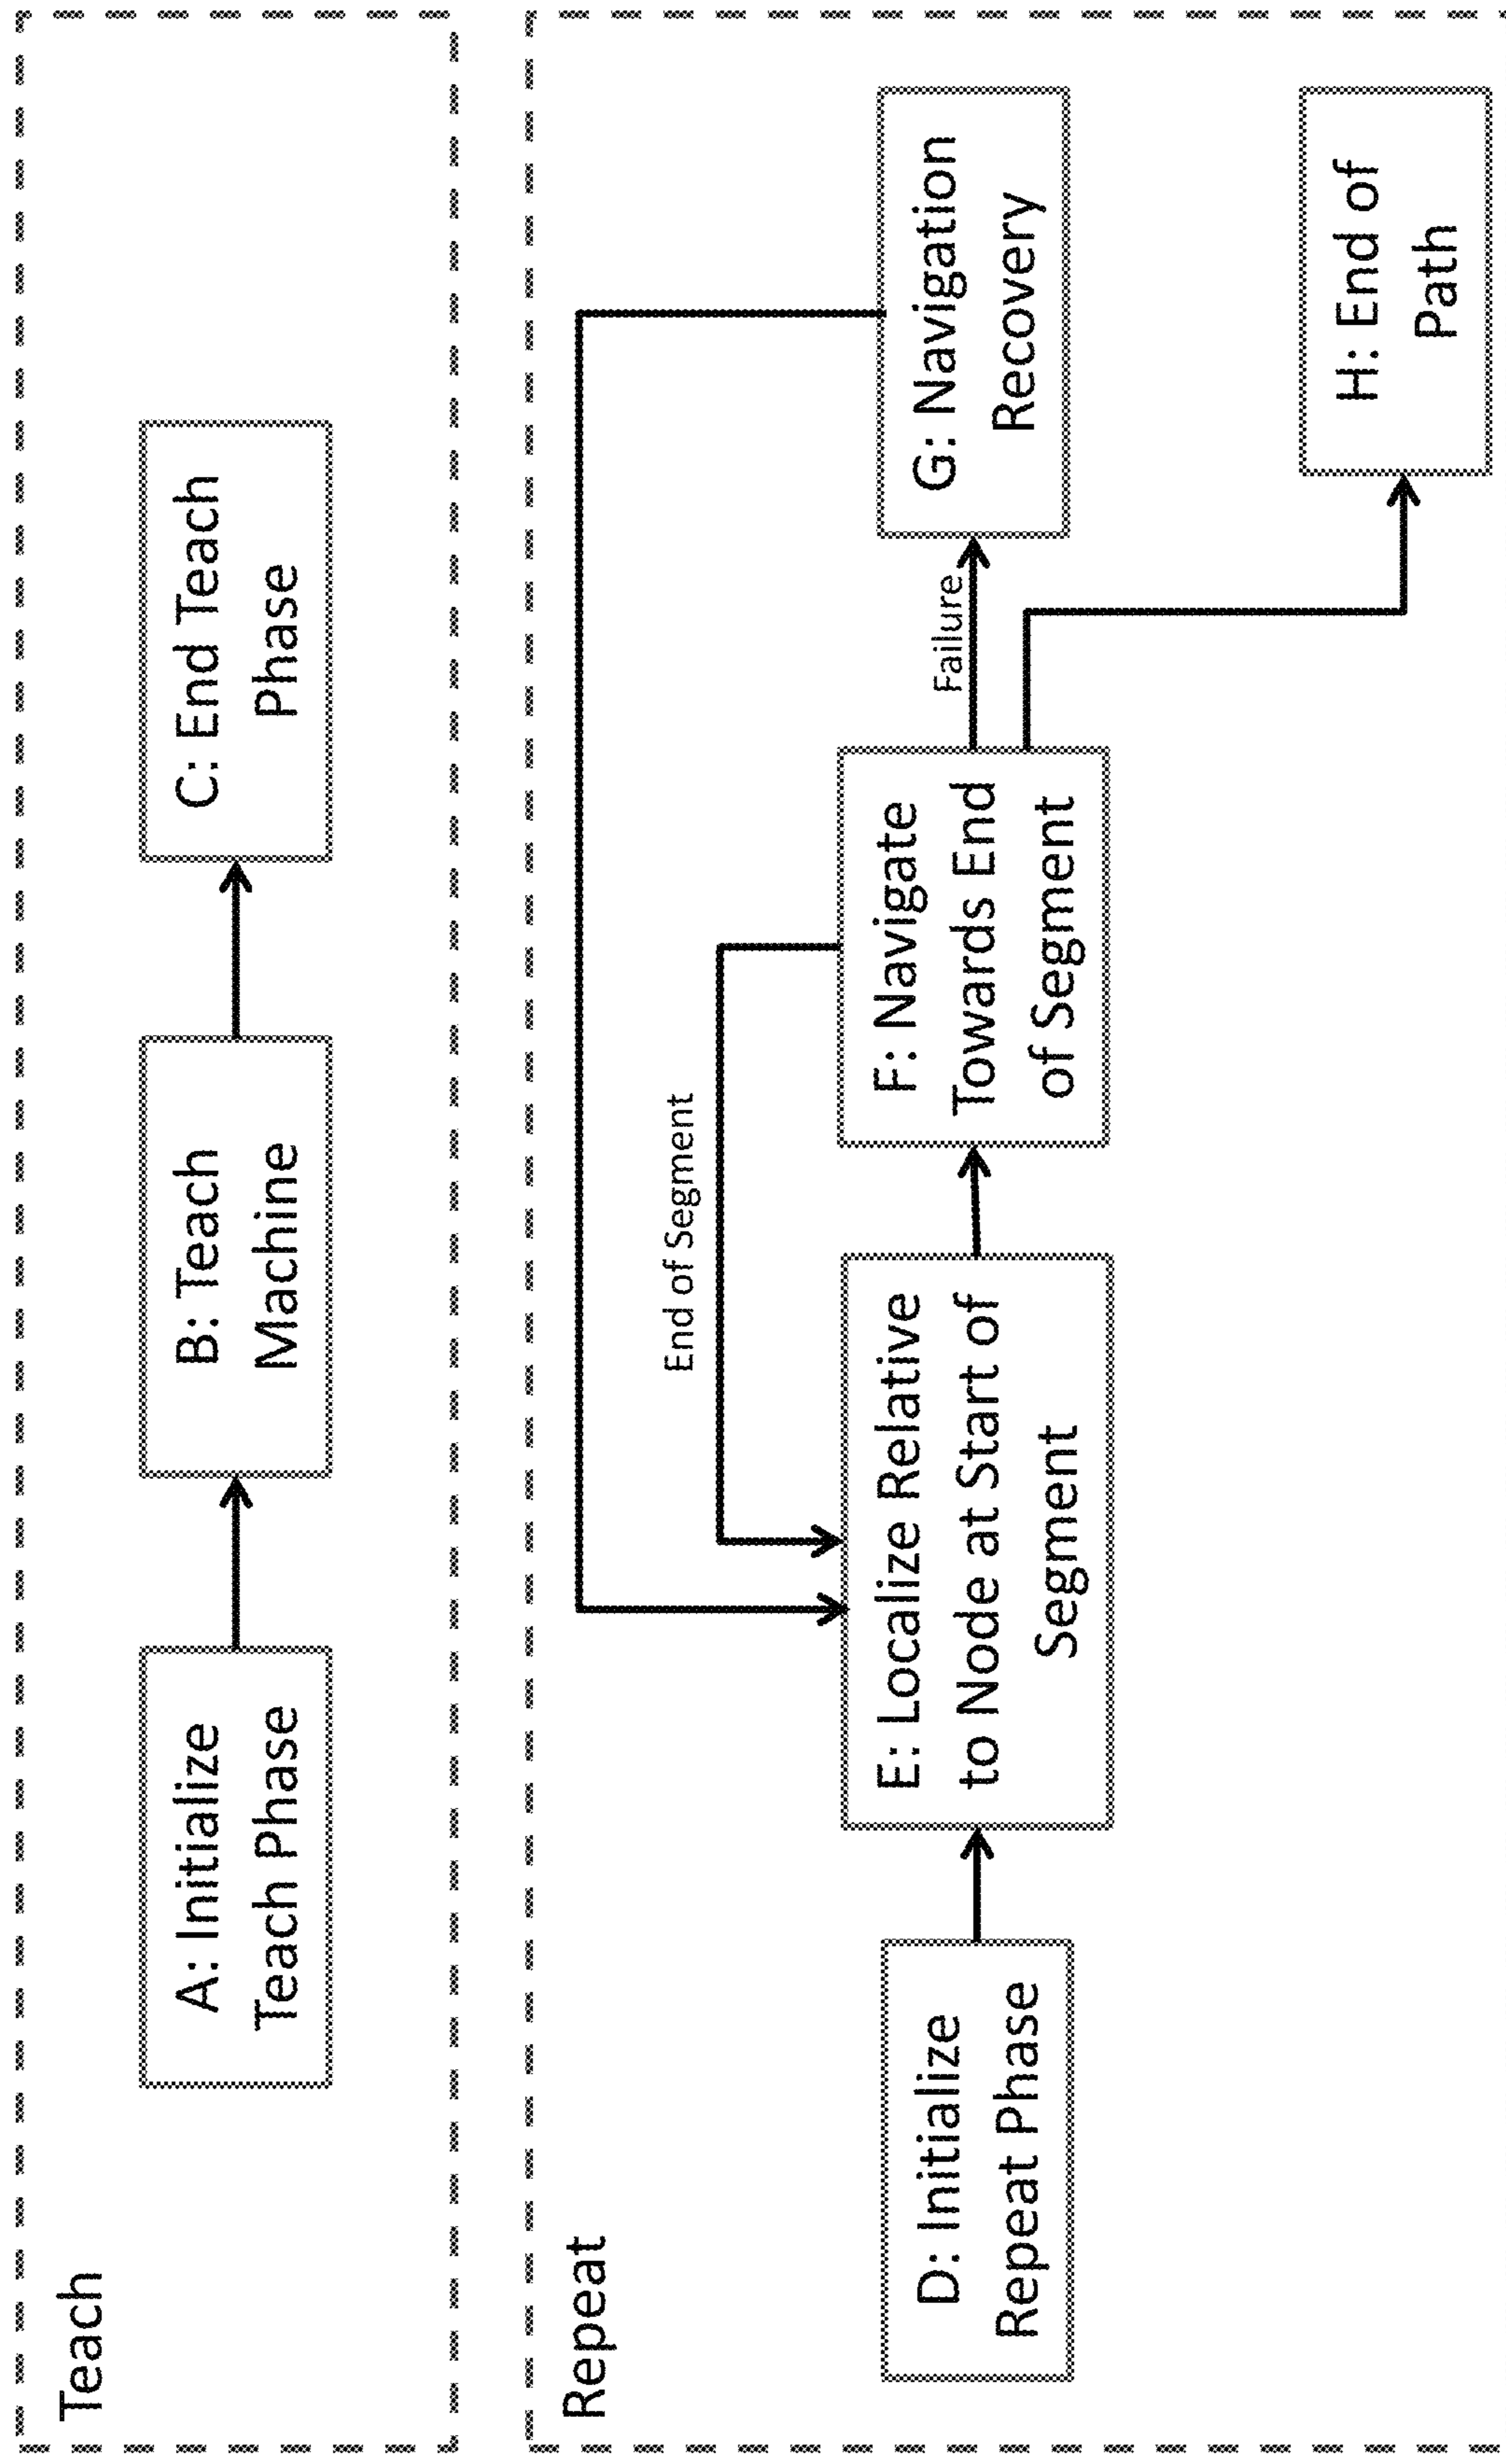 Teach
A: Initialize
Teach Phase
B: Teach
Machine
C: End Teach
Phase
Repeat
D: Initialize
Repeat Phase
E: Localize Relative
to Node at Start of
Segment
End of Segment
F: Navigate
Towards End
of Segment
Failure
G: Navigation
Recovery
H: End of
Path